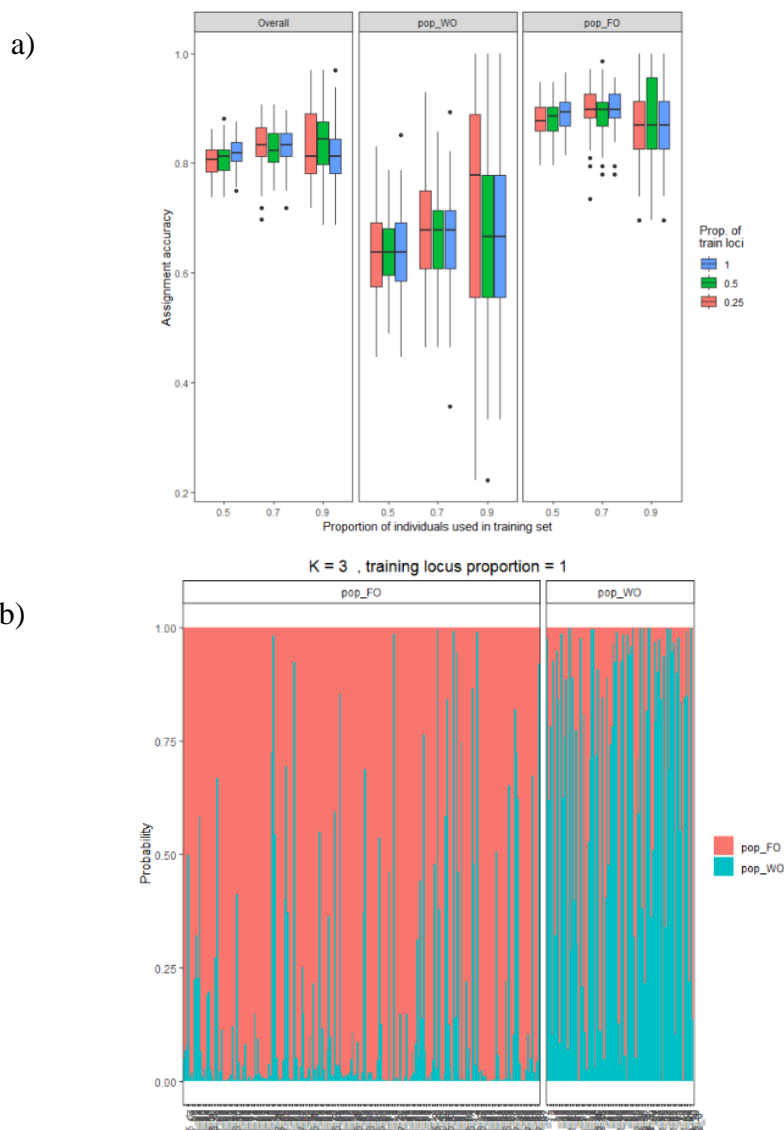 a)
Overall
pop_WO
pop_FO
1.0
0.8
0.6
0.4
0.2
Assignment accuracy
0.5 0.7 0.9
0.5 0.7 0.9
0.5 0.7 0.9
Proportion of individuals used in training set
Prop. of
train loci
1
0.5
0.25
b)
K = 3 , training locus proportion = 1
pop_FO
pop_WO
1.00
0.75
0.50
0.25
0.00
Probability
pop_FO
pop_WO